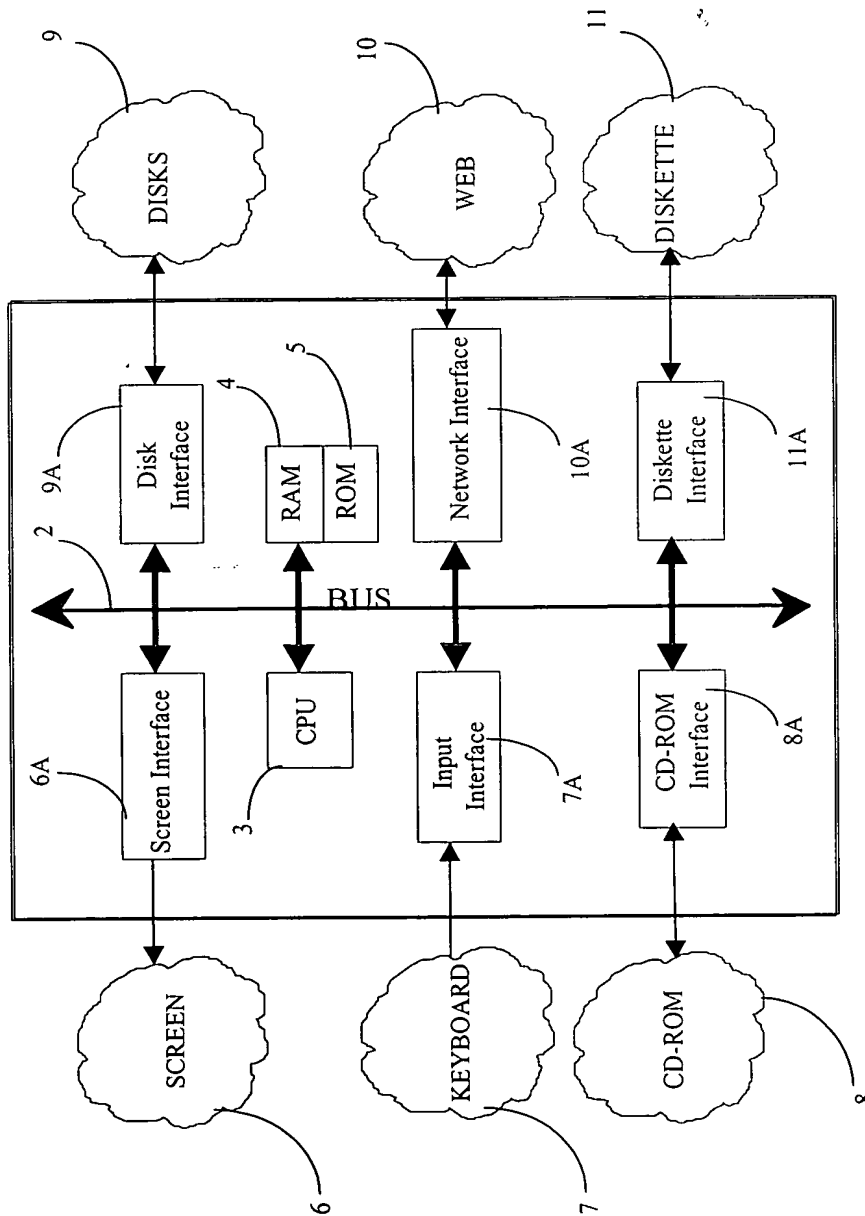 6
SCREEN
6A
Screen Interface
2
9A
Disk
Interface
DISKS
9
3
CPU
BUS
RAM
4
ROM
5
7
KEYBOARD
Input
Interface
7A
Network Interface
10A
WEB
10
8
CD-ROM
CD-ROM
Interface
8A
Diskette
Interface
11A
DISKETTE
11